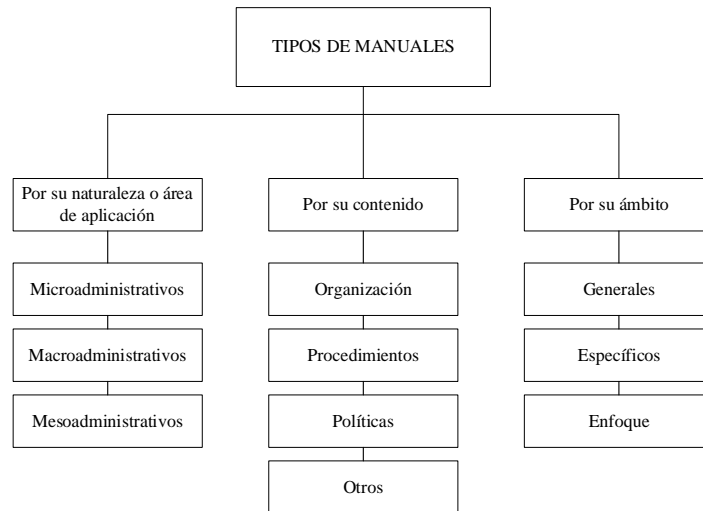 TIPOS DE MANUALES
Por su naturaleza o área
de aplicación
Microadministrativos
Macroadministrativos
Mesoadministrativos
Por su contenido
Organización
Procedimientos
Políticas
Otros
Por su ámbito
Generales
Específicos
Enfoque